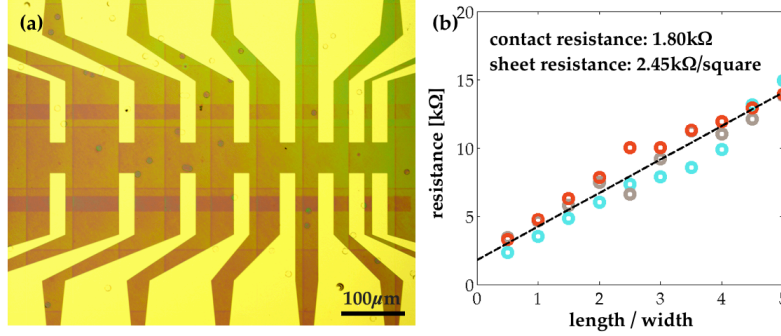 (a)
100μm
(b)
contact resistance: 1.80kΩ
sheet resistance: 2.45kΩ/square
resistance [kΩ]
20
15
10
5
0
0 1 2 3 4 5
length / width